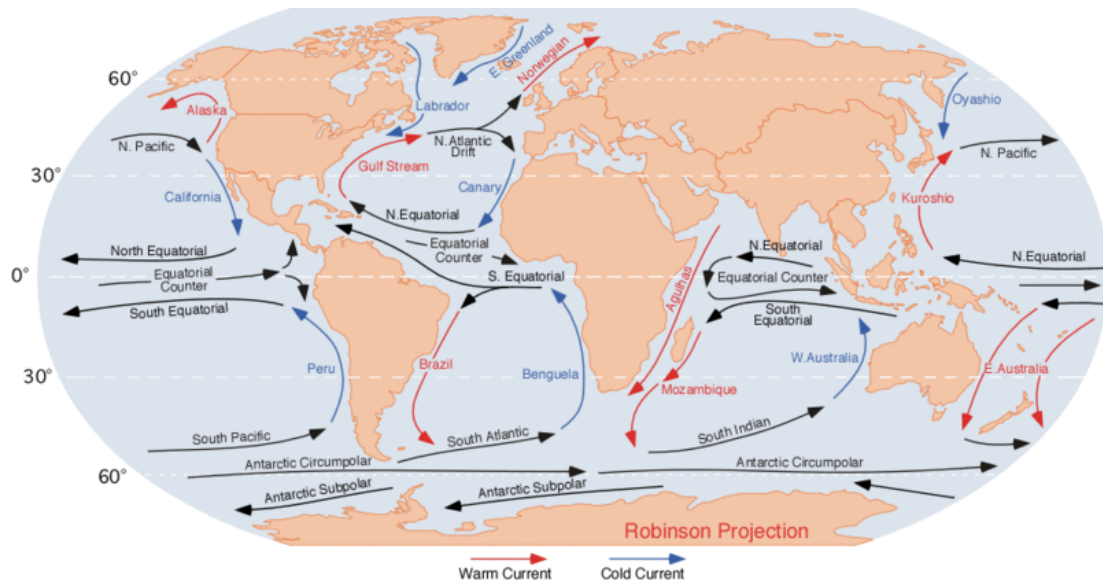 60°
Alaska
N. Pacific
California
Labrador
E. Greenland
Norwegian
N.Atlantic
Drift
Gulf Stream
Canary
Oyashio
N. Pacific
Kuroshio
30°
N.Equatorial
Equatorial
Counter
North Equatorial
Equatorial
Counter
0°
South Equatorial
S. Equatorial
N.Equatorial
Equatorial Counter
South
Equatorial
N.Equatorial
Agulhas
Peru
Brazil
Benguela
Mozambique
W.Australia
E.Australia
30°
South Pacific
South Atlantic
South Indian
Antarctic Circumpolar
Antarctic Circumpolar
60°
Antarctic Subpolar
Antarctic Subpolar
Robinson Projection
Warm Current
Cold Current